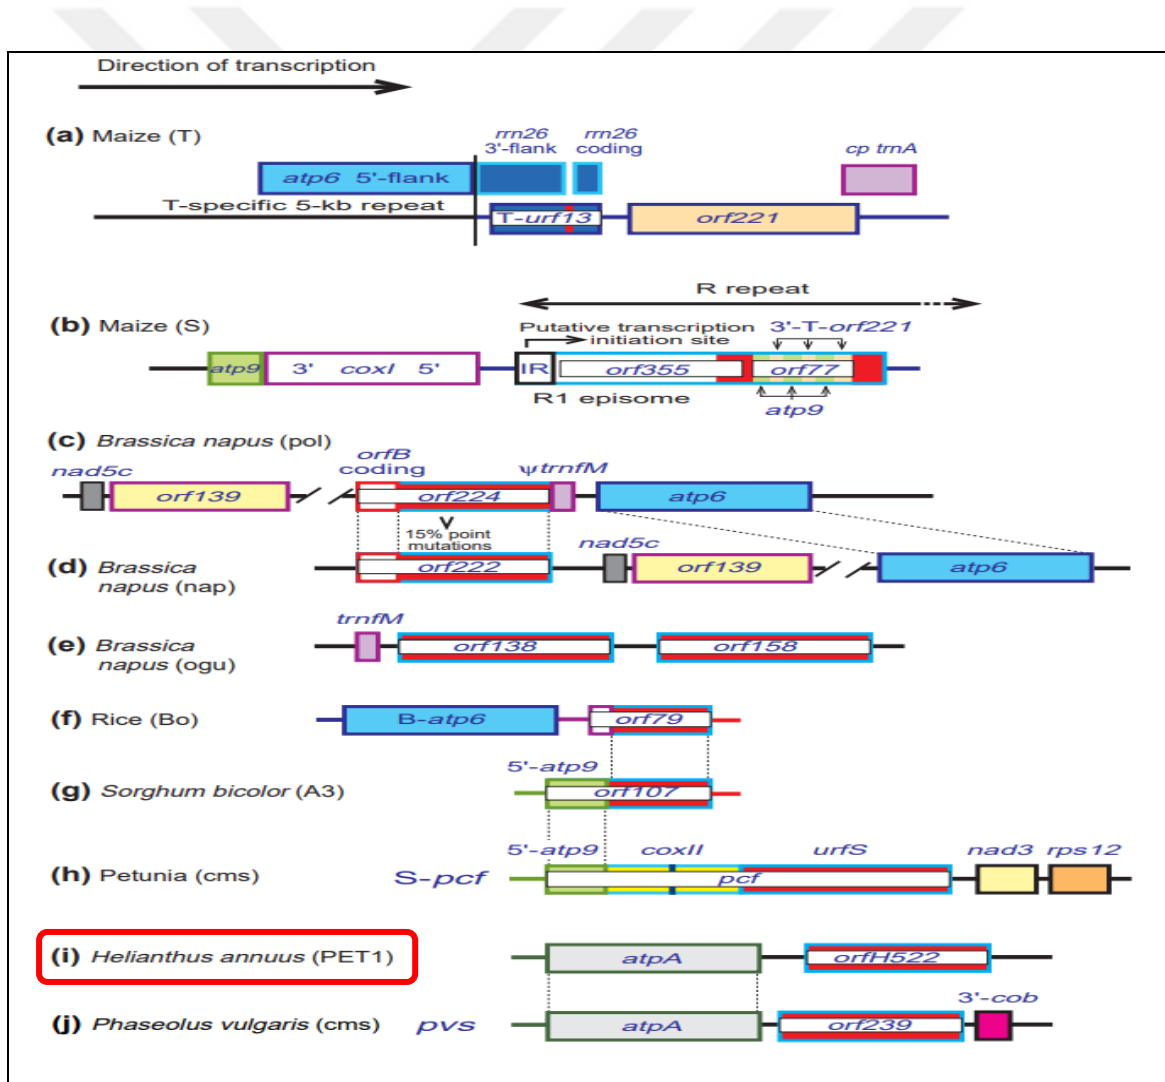 Direction of transcription
(a) Maize (T)
rrn26 3'-flank
rrn26 coding
cp trnA
atp6 5'-flank
T-specific 5-kb repeat
T-urf13
orf221
R repeat
(b) Maize (S)
Putative transcription initiation site
3'-T-orf221
atp9
3' coxI 5'
IR
orf355
orf77
R1 episome
atp9
(c) Brassica napus (pol)
orfB coding
nad5c
ψtrnfM
orf139
orf224
atp6
15% point mutations
nad5c
(d) Brassica napus (nap)
orf222
orf139
atp6
trnfM
(e) Brassica napus (ogu)
orf138
orf158
(f) Rice (Bo)
B-atp6
orf79
5'-atp9
(g) Sorghum bicolor (A3)
orf107
5'-atp9
coxII
urfS
nad3
rps12
(h) Petunia (cms)
S-pcf
pcf
(i) Helianthus annuus (PET1)
atpA
orfH522
3'-cob
(j) Phaseolus vulgaris (cms)
pvs
atpA
orf239